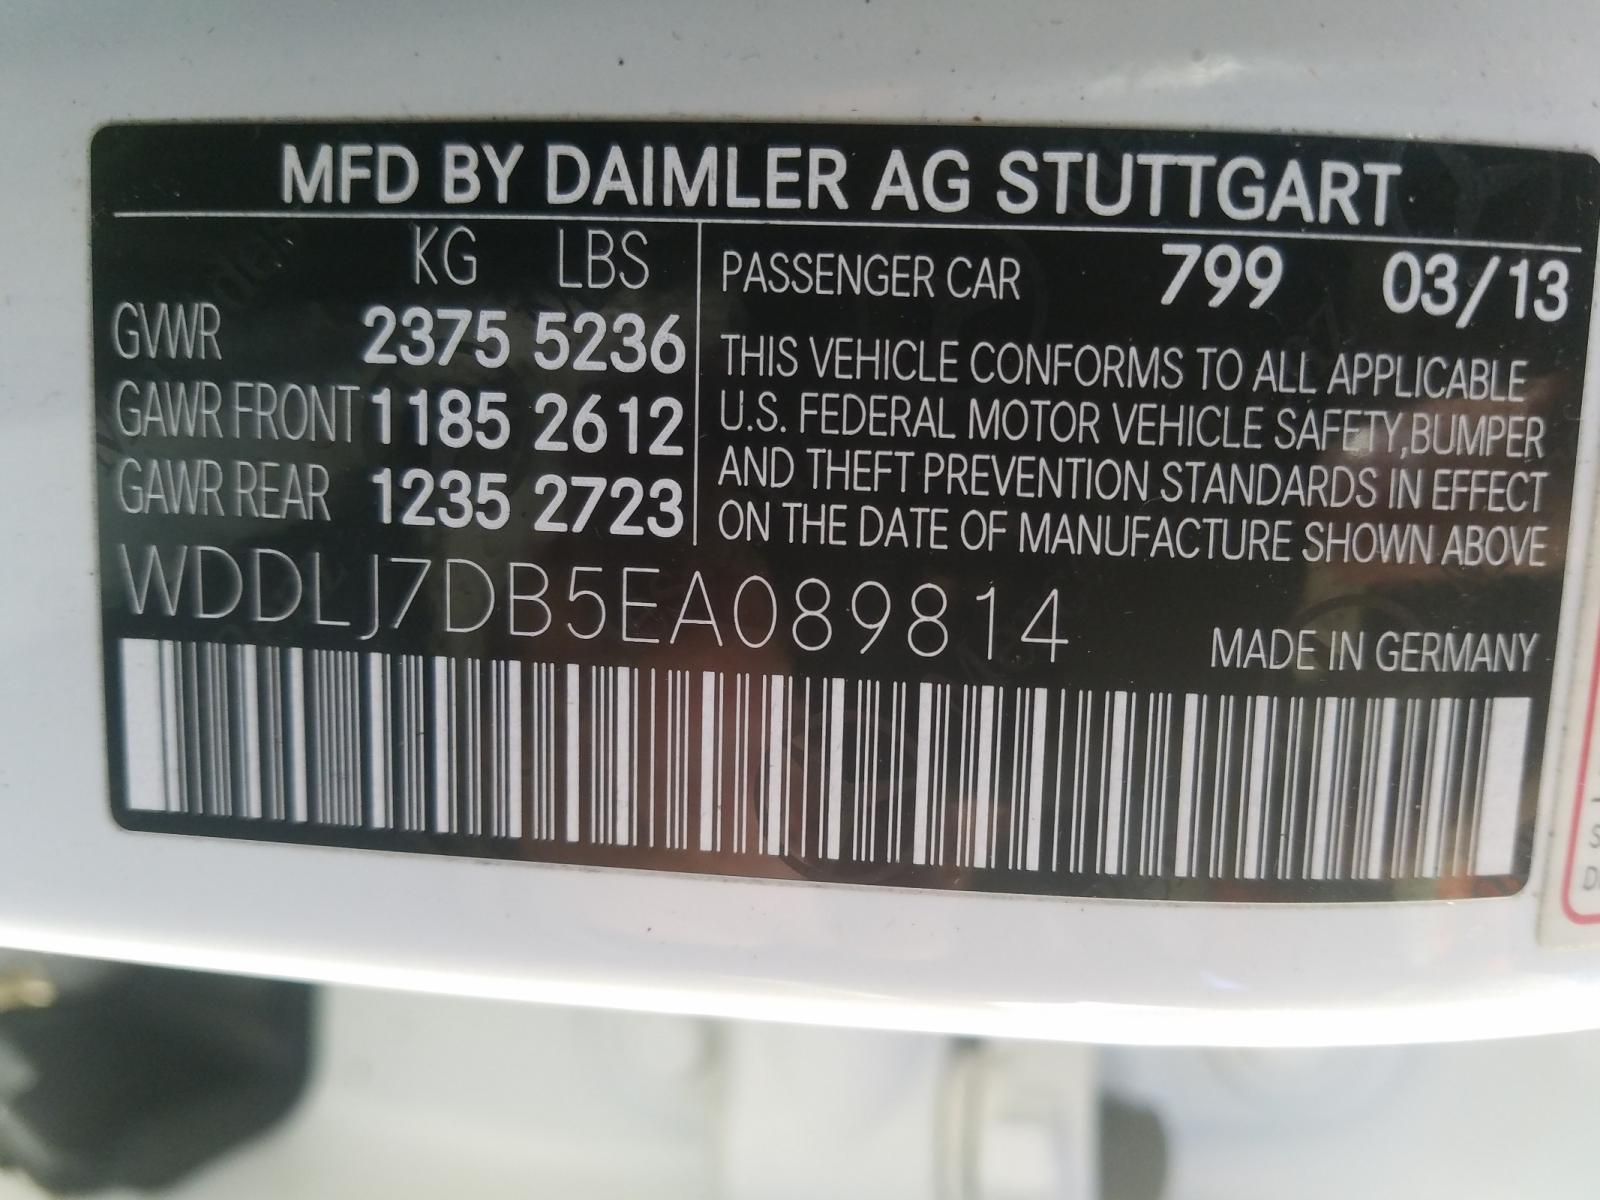 MFD BY DAIMLER AG STUTTGART
KG LBS
GVWR 2375 5236
GAWR FRONT 1185 2612
GAWR REAR 1235 2723
PASSENGER CAR 799 03/13
THIS VEHICLE CONFORMS TO ALL APPLICABLE
U.S. FEDERAL MOTOR VEHICLE SAFETY,BUMPER
AND THEFT PREVENTION STANDARDS IN EFFECT
ON THE DATE OF MANUFACTURE SHOWN ABOVE
WDDLJ7DB5EA089814
MADE IN GERMANY